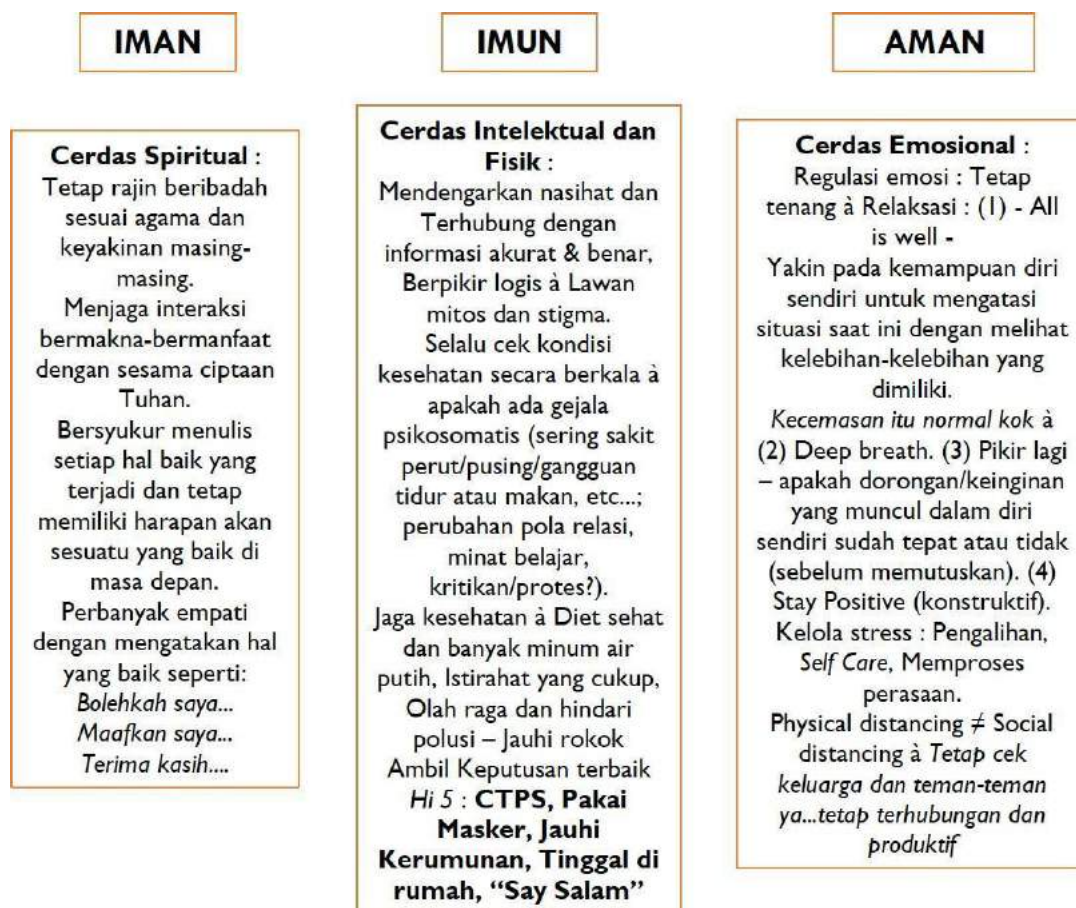 IMAN
Cerdas Spiritual :
Tetap rajin beribadah
sesuai agama dan
keyakinan masing-
masing.
Menjaga interaksi
bermakna-bermanfaat
dengan sesama ciptaan
Tuhan.
Bersyukur menulis
setiap hal baik yang
terjadi dan tetap
memiliki harapan akan
sesuatu yang baik di
masa depan.
Perbanyak empati
dengan mengatakan hal
yang baik seperti:
Bolehkah saya...
Maafkan saya...
Terima kasih....
IMUN
Cerdas Intelektual dan
Fisik :
Mendengarkan nasihat dan
Terhubung dengan
informasi akurat & benar,
Berpikir logis à Lawan
mitos dan stigma.
Selalu cek kondisi
kesehatan secara berkala à
apakah ada gejala
psikosomatis (sering sakit
perut/pusing/gangguan
tidur atau makan, etc...;
perubahan pola relasi,
minat belajar,
kritikan/protes?).
Jaga kesehatan à Diet sehat
dan banyak minum air
putih, Istirahat yang cukup,
Olah raga dan hindari
polusi – Jauhi rokok
Ambil Keputusan terbaik
Hi 5 : CTPS, Pakai
Masker, Jauhi
Kerumunan, Tinggal di
rumah, “Say Salam”
AMAN
Cerdas Emosional :
Regulasi emosi : Tetap
tenang à Relaksasi : (1) - All
is well -
Yakin pada kemampuan diri
sendiri untuk mengatasi
situasi saat ini dengan melihat
kelebihan-kelebihan yang
dimiliki.
Kecemasan itu normal kok à
(2) Deep breath. (3) Pikir lagi
– apakah dorongan/keinginan
yang muncul dalam diri
sendiri sudah tepat atau tidak
(sebelum memutuskan). (4)
Stay Positive (konstruktif).
Kelola stress : Pengalihan,
Self Care, Memproses
perasaan.
Physical distancing ≠ Social
distancing à Tetap cek
keluarga dan teman-teman
ya...tetap terhubungan dan
produktif